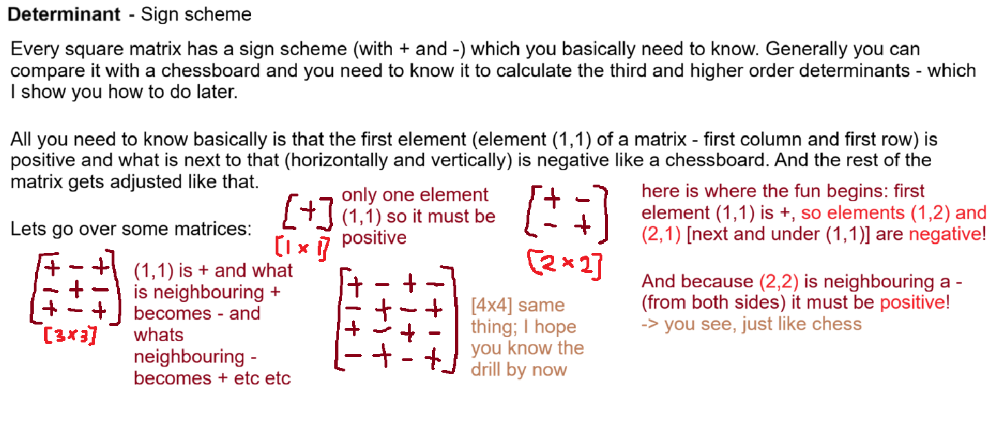 Determinant - Sign scheme
Every square matrix has a sign scheme (with + and -) which you basically need to know. Generally you can
compare it with a chessboard and you need to know it to calculate the third and higher order determinants - which
I show you how to do later.
All you need to know basically is that the first element (element (1,1) of a matrix - first column and first row) is
positive and what is next to that (horizontally and vertically) is negative like a chessboard. And the rest of the
matrix gets adjusted like that.
Lets go over some matrices:
[+]
[1 x 1]
only one element
(1,1) so it must be
positive
+ -
- +
[2 x 2]
here is where the fun begins: first
element (1,1) is +, so elements (1,2) and
(2,1) [next and under (1,1)] are negative!
And because (2,2) is neighbouring a -
(from both sides) it must be positive!
-> you see, just like chess
+ - +
- + -
+ - +
[3x3]
(1,1) is + and what
is neighbouring +
becomes - and
whats
neighbouring -
becomes + etc etc
+ - + -
- + - +
+ - + -
- + - +
[4x4] same
thing; I hope
you know the
drill by now